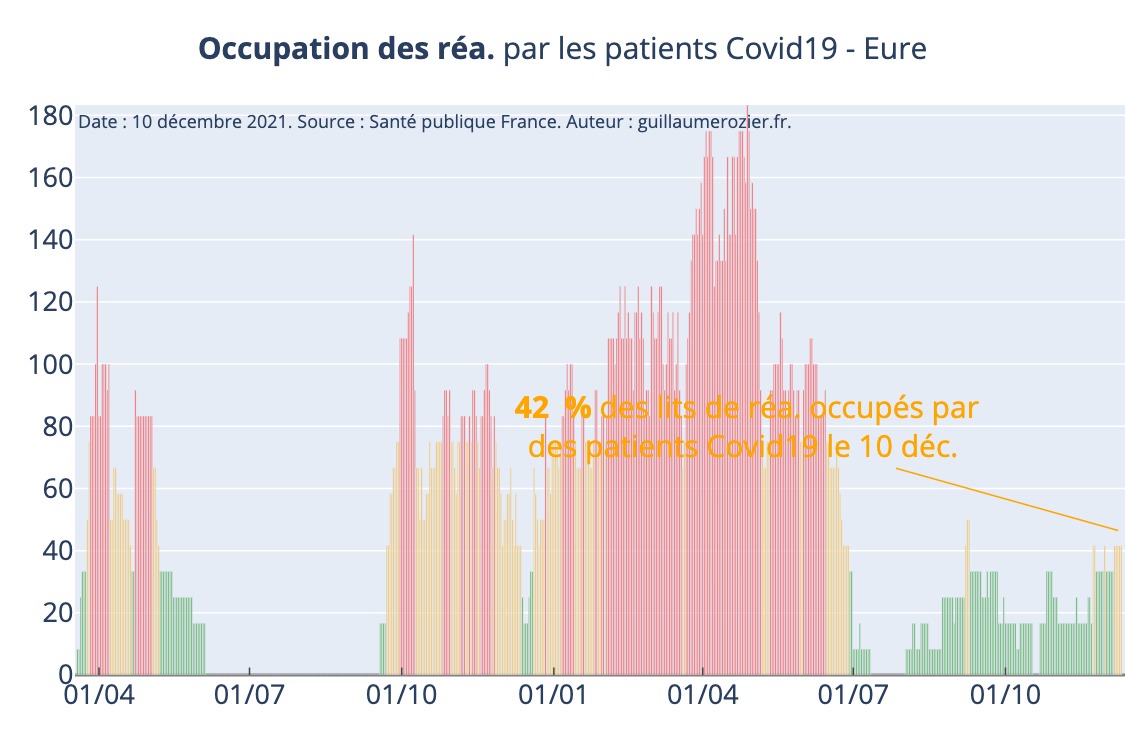 Occupation des réa. par les patients Covid19 - Eure
180
Date : 10 décembre 2021. Source : Santé publique France. Auteur : guillaumerozier.fr.
160
140
120
100
80
42 % des lits de réa. occupés par
des patients Covid19 le 10 déc.
60
40
20
0
01/04 01/07 01/10 01/01 01/04 01/07 01/10